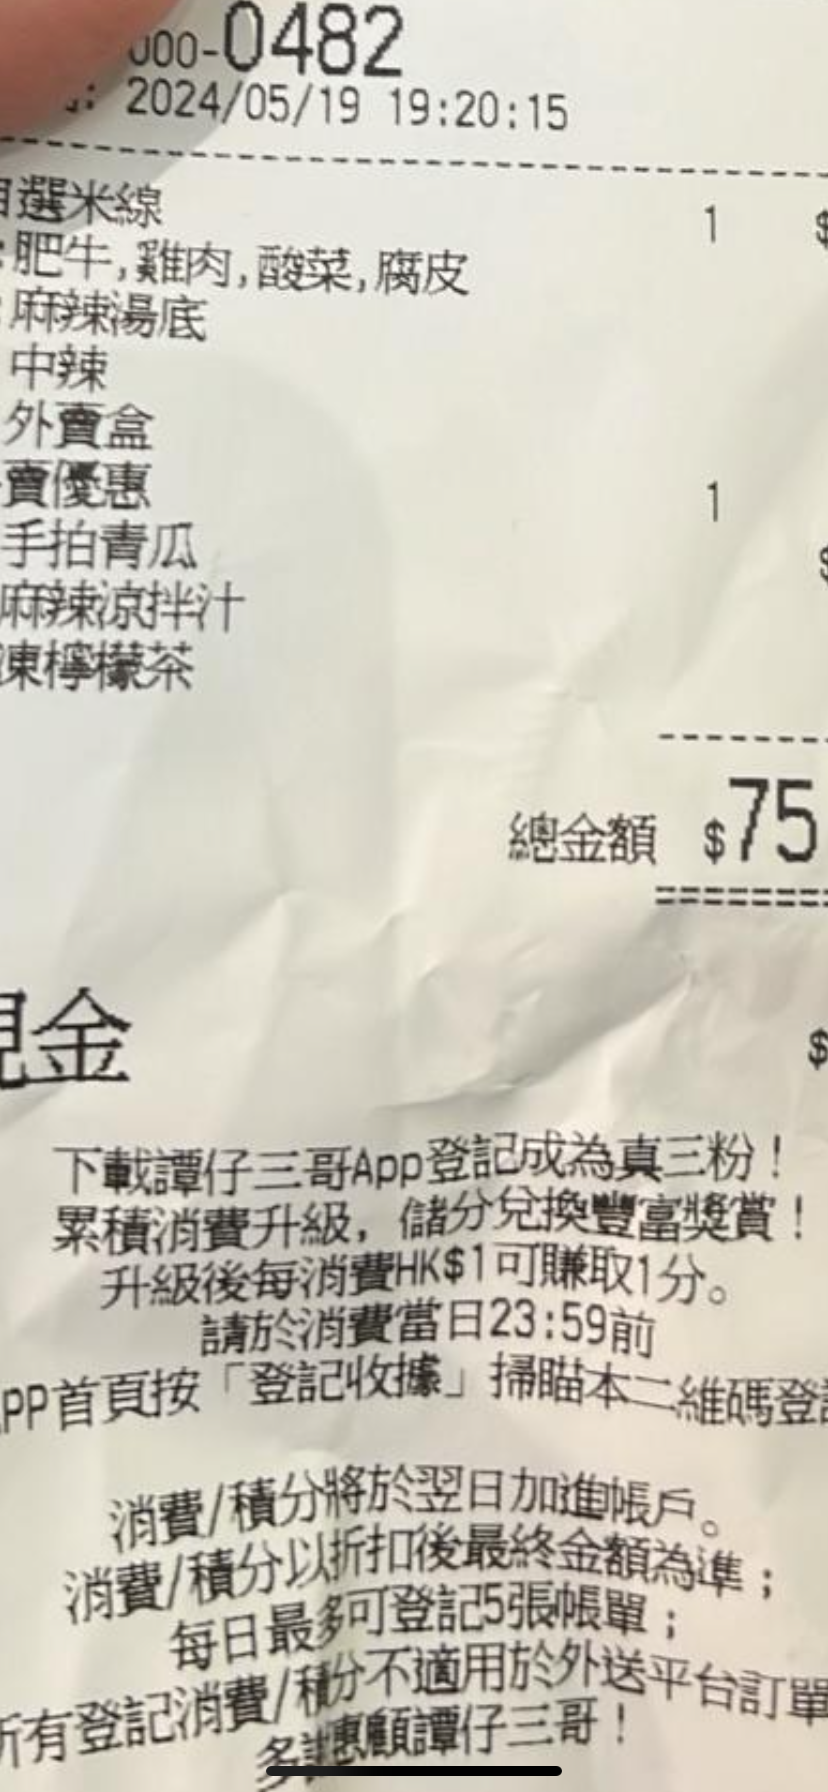 000-0482
: 2024/05/19 19:20:15
自選米線 1 $
:肥牛,雞肉,酸菜,腐皮
:麻辣湯底
中辣
外賣盒
賣優惠 1
手拍青瓜 $
麻辣涼拌汁
凍檸檬茶
總金額 $75
現金 $
下載譚仔三哥App登記成為真三粉!
累積消費升級, 儲分兌換豐富獎賞!
升級後每消費HK$1可賺取1分。
請於消費當日23:59前
APP首頁按「登記收據」掃瞄本二維碼登記
消費/積分將於翌日加進帳戶。
消費/積分以折扣後最終金額為準;
每日最多可登記5張帳單;
所有登記消費/積分不適用於外送平台訂單
多謝惠顧譚仔三哥!